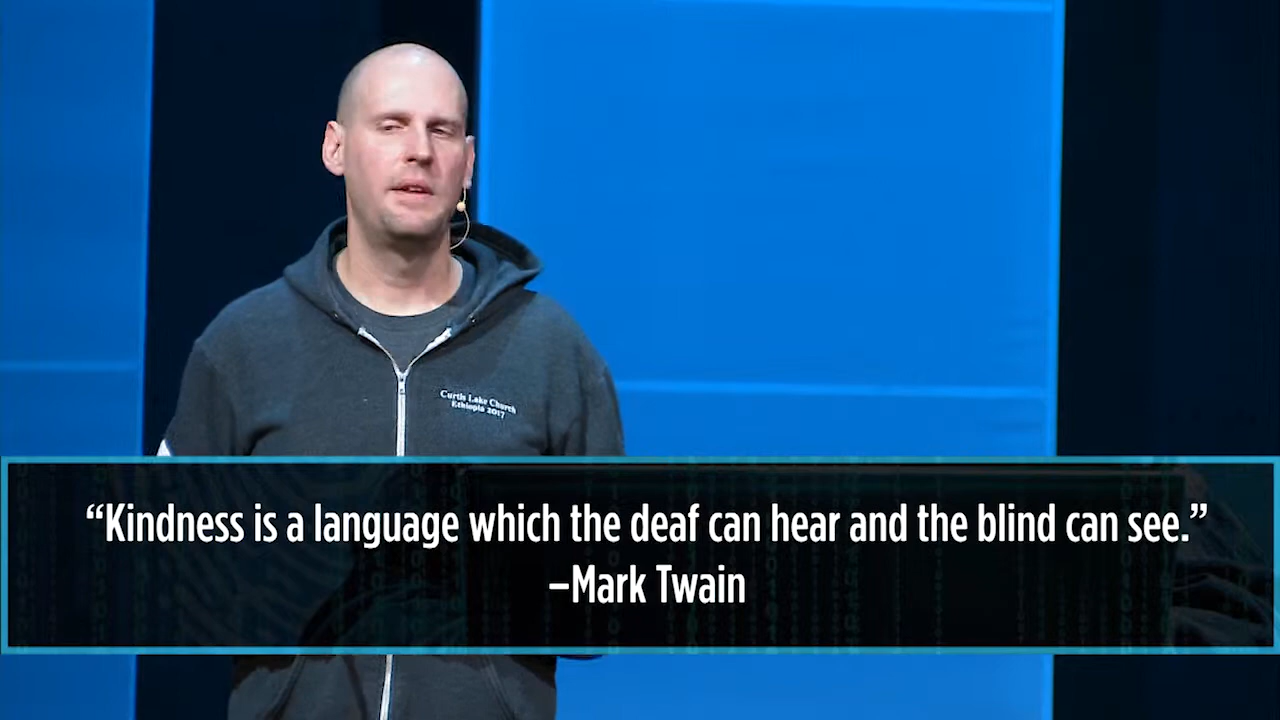 Curtis Lake Church
Ethiopia 2017
“Kindness is a language which the deaf can hear and the blind can see.”
–Mark Twain